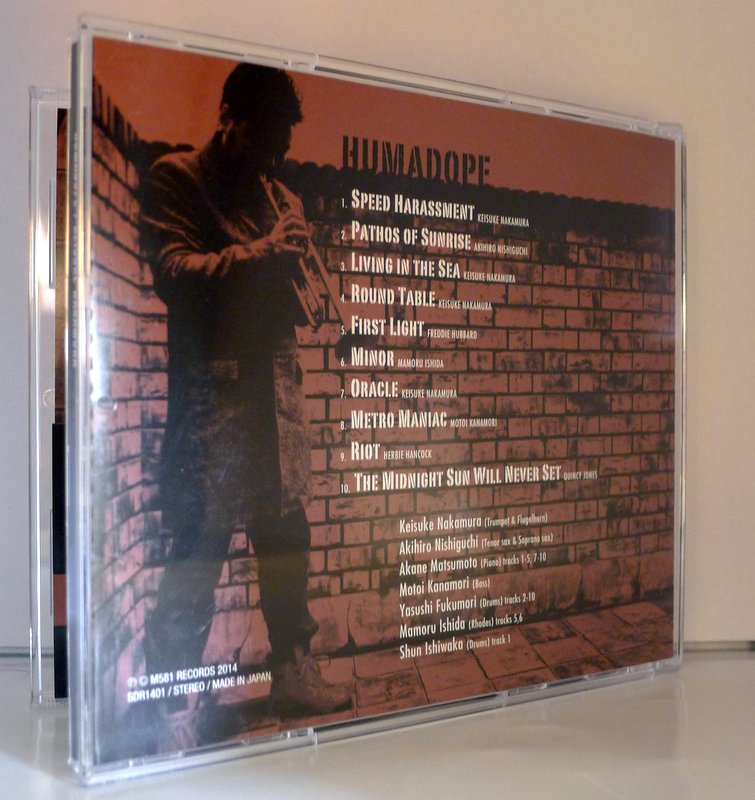 HUMADOPE
1. SPEED HARASSMENT KEISUKE NAKAMURA
2. PATHOS OF SUNRISE AKIHIRO NISHIGUCHI
3. LIVING IN THE SEA KEISUKE NAKAMURA
4. ROUND TABLE KEISUKE NAKAMURA
5. FIRST LIGHT FREDDIE HUBBARD
6. MINOR MAMORU ISHIDA
7. ORACLE KEISUKE NAKAMURA
8. METRO MANIAC MOTOI KANAMORI
9. RIOT HERBIE HANCOCK
10. THE MIDNIGHT SUN WILL NEVER SET QUINCY JONES
Keisuke Nakamura (Trumpet & Flugelhorn)
Akihiro Nishiguchi (Tenor sax & Soprano sax)
Akane Matsumoto (Piano) tracks 1-5, 7-10
Motoi Kanamori (Bass)
Yasushi Fukumori (Drums) tracks 2-10
Mamoru Ishida (Rhodes) tracks 5,6
Shun Ishiwaka (Drums) track 1
℗ © M581 RECORDS 2014
SDR1401 / STEREO / MADE IN JAPAN